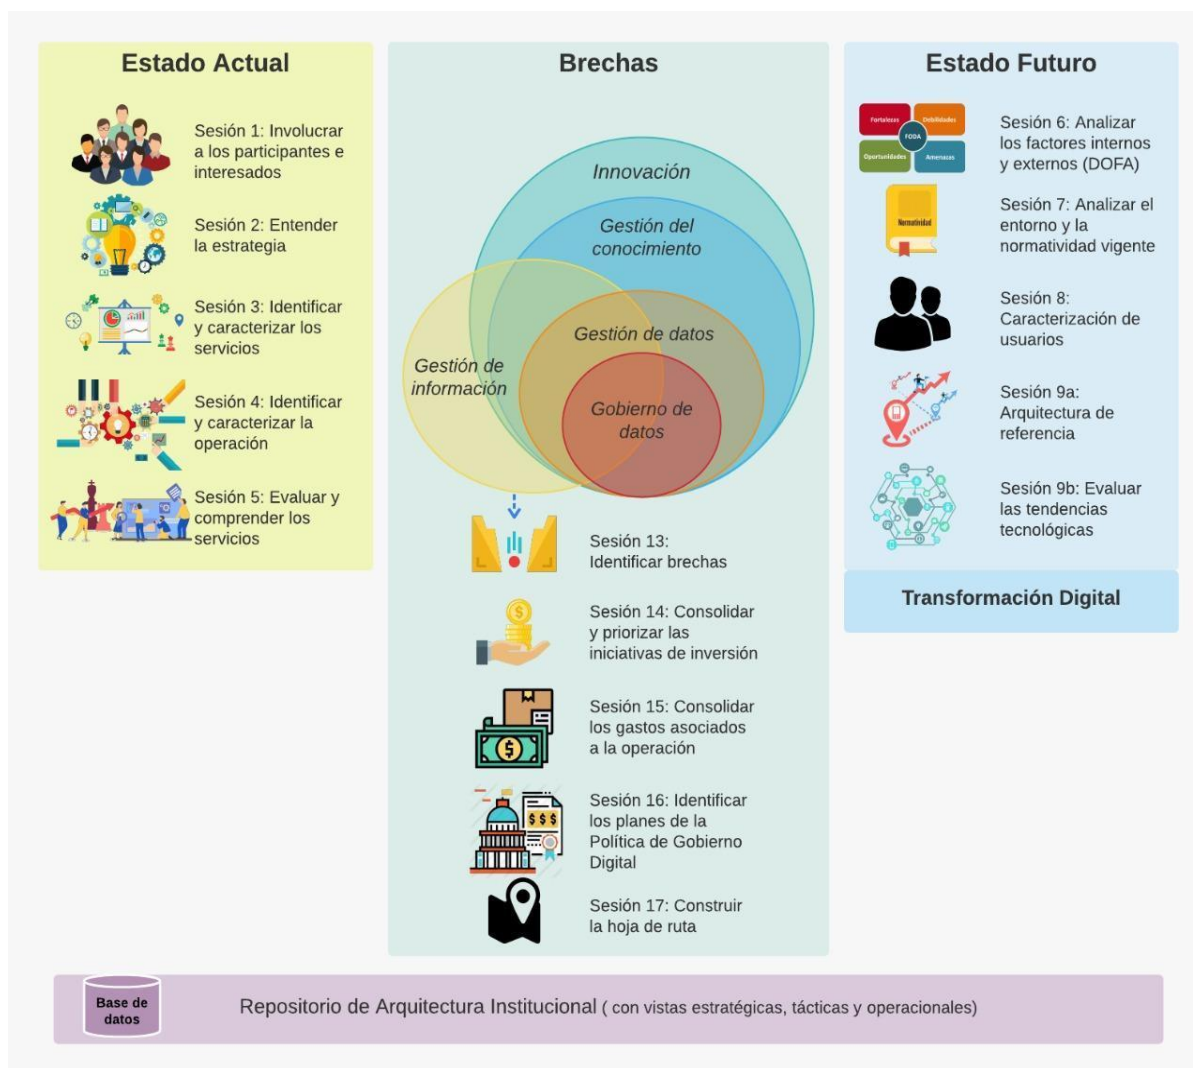 Estado Actual
Sesión 1: Involucrar
a los participantes e
interesados
Sesión 2: Entender
la estrategia
Sesión 3: Identificar
y caracterizar los
servicios
Sesión 4: Identificar
y caracterizar la
operación
Sesión 5: Evaluar y
comprender los
servicios
Brechas
Innovación
Gestión del
conocimiento
Gestión de datos
Gestión de
información
Gobierno de
datos
Sesión 13:
Identificar brechas
Sesión 14: Consolidar
y priorizar las
iniciativas de inversión
Sesión 15: Consolidar
los gastos asociados
a la operación
Sesión 16: Identificar
los planes de la
Política de Gobierno
Digital
Sesión 17: Construir
la hoja de ruta
Estado Futuro
Fortalezas
Debilidades
FODA
Oportunidades
Amenazas
Sesión 6: Analizar
los factores internos
y externos (DOFA)
Normatividad
Sesión 7: Analizar el
entorno y la
normatividad vigente
Sesión 8:
Caracterización de
usuarios
Sesión 9a:
Arquitectura de
referencia
Sesión 9b: Evaluar
las tendencias
tecnológicas
Transformación Digital
Base de
datos
Repositorio de Arquitectura Institucional ( con vistas estratégicas, tácticas y operacionales)